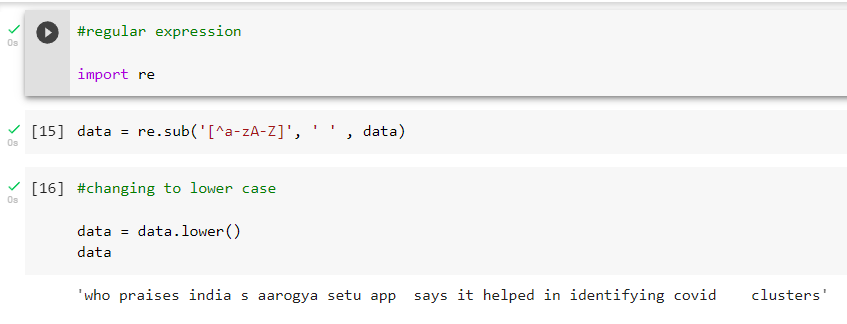 #regular expression
0s
import re
[15] data = re.sub('[^a-zA-Z]', ' ' , data)
0s
[16] #changing to lower case
0s
data = data.lower()
data
'who praises india s aarogya setu app  says it helped in identifying covid    clusters'